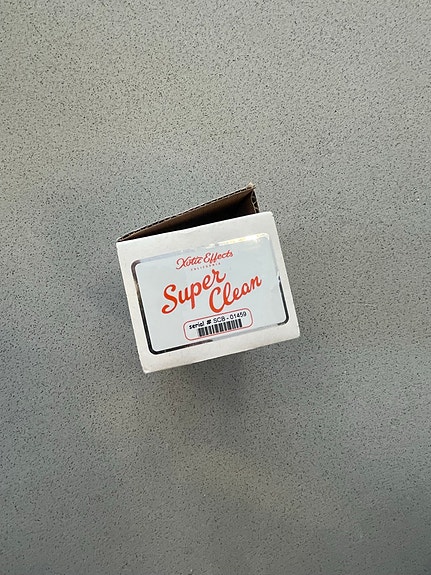 Xotic Effects
CALIFORNIA
Super
Clean
serial # SCB - 01459